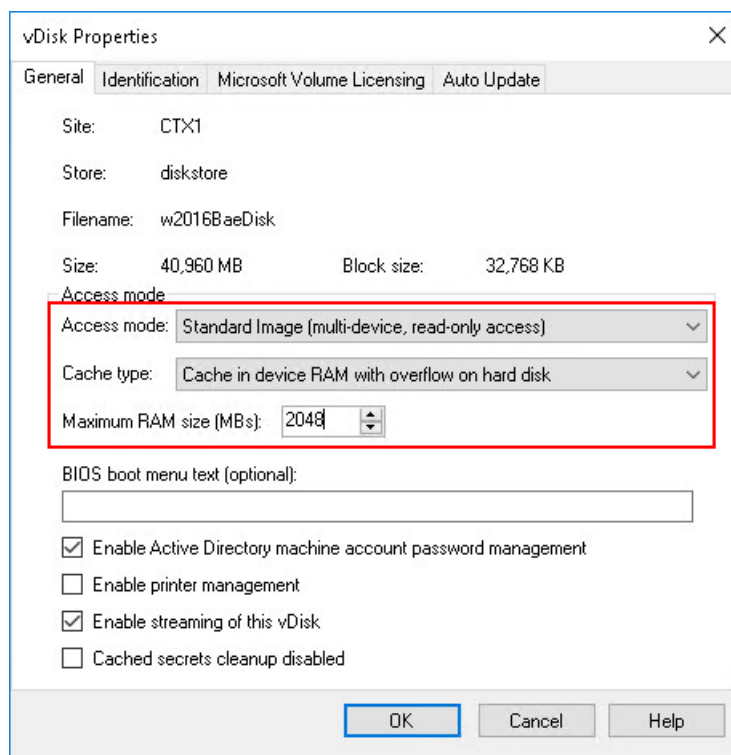 vDisk Properties
General Identification Microsoft Volume Licensing Auto Update
Site: CTX1
Store: diskstore
Filename: w2016BaeDisk
Size: 40,960 MB Block size: 32,768 KB
Access mode
Access mode: Standard Image (multi-device, read-only access)
Cache type: Cache in device RAM with overflow on hard disk
Maximum RAM size (MBs): 2048
BIOS boot menu text (optional):
Enable Active Directory machine account password management
Enable printer management
Enable streaming of this vDisk
Cached secrets cleanup disabled
OK Cancel Help